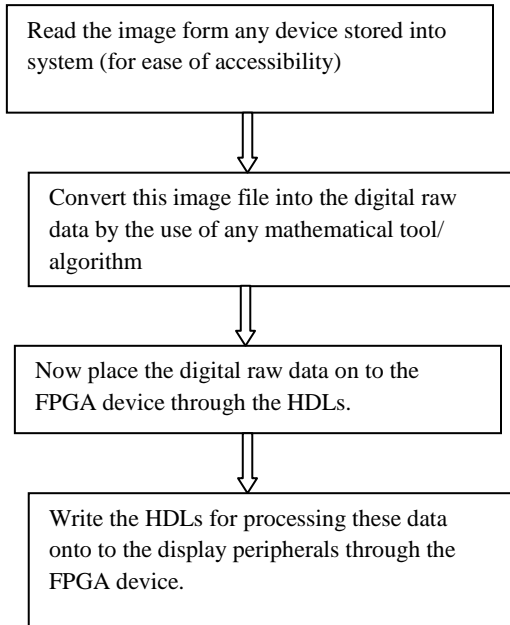 Read the image form any device stored into
system (for ease of accessibility)
Convert this image file into the digital raw
data by the use of any mathematical tool/
algorithm
Now place the digital raw data on to the
FPGA device through the HDLs.
Write the HDLs for processing these data
onto to the display peripherals through the
FPGA device.